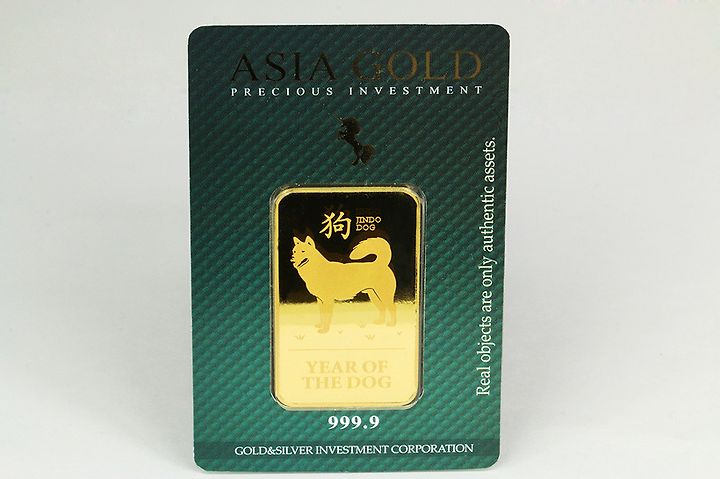 ASIA GOLD
PRECIOUS INVESTMENT
狗
JINDO
DOG
YEAR OF
THE DOG
999.9
GOLD&SILVER INVESTMENT CORPORATION
Real objects are only authentic assets.